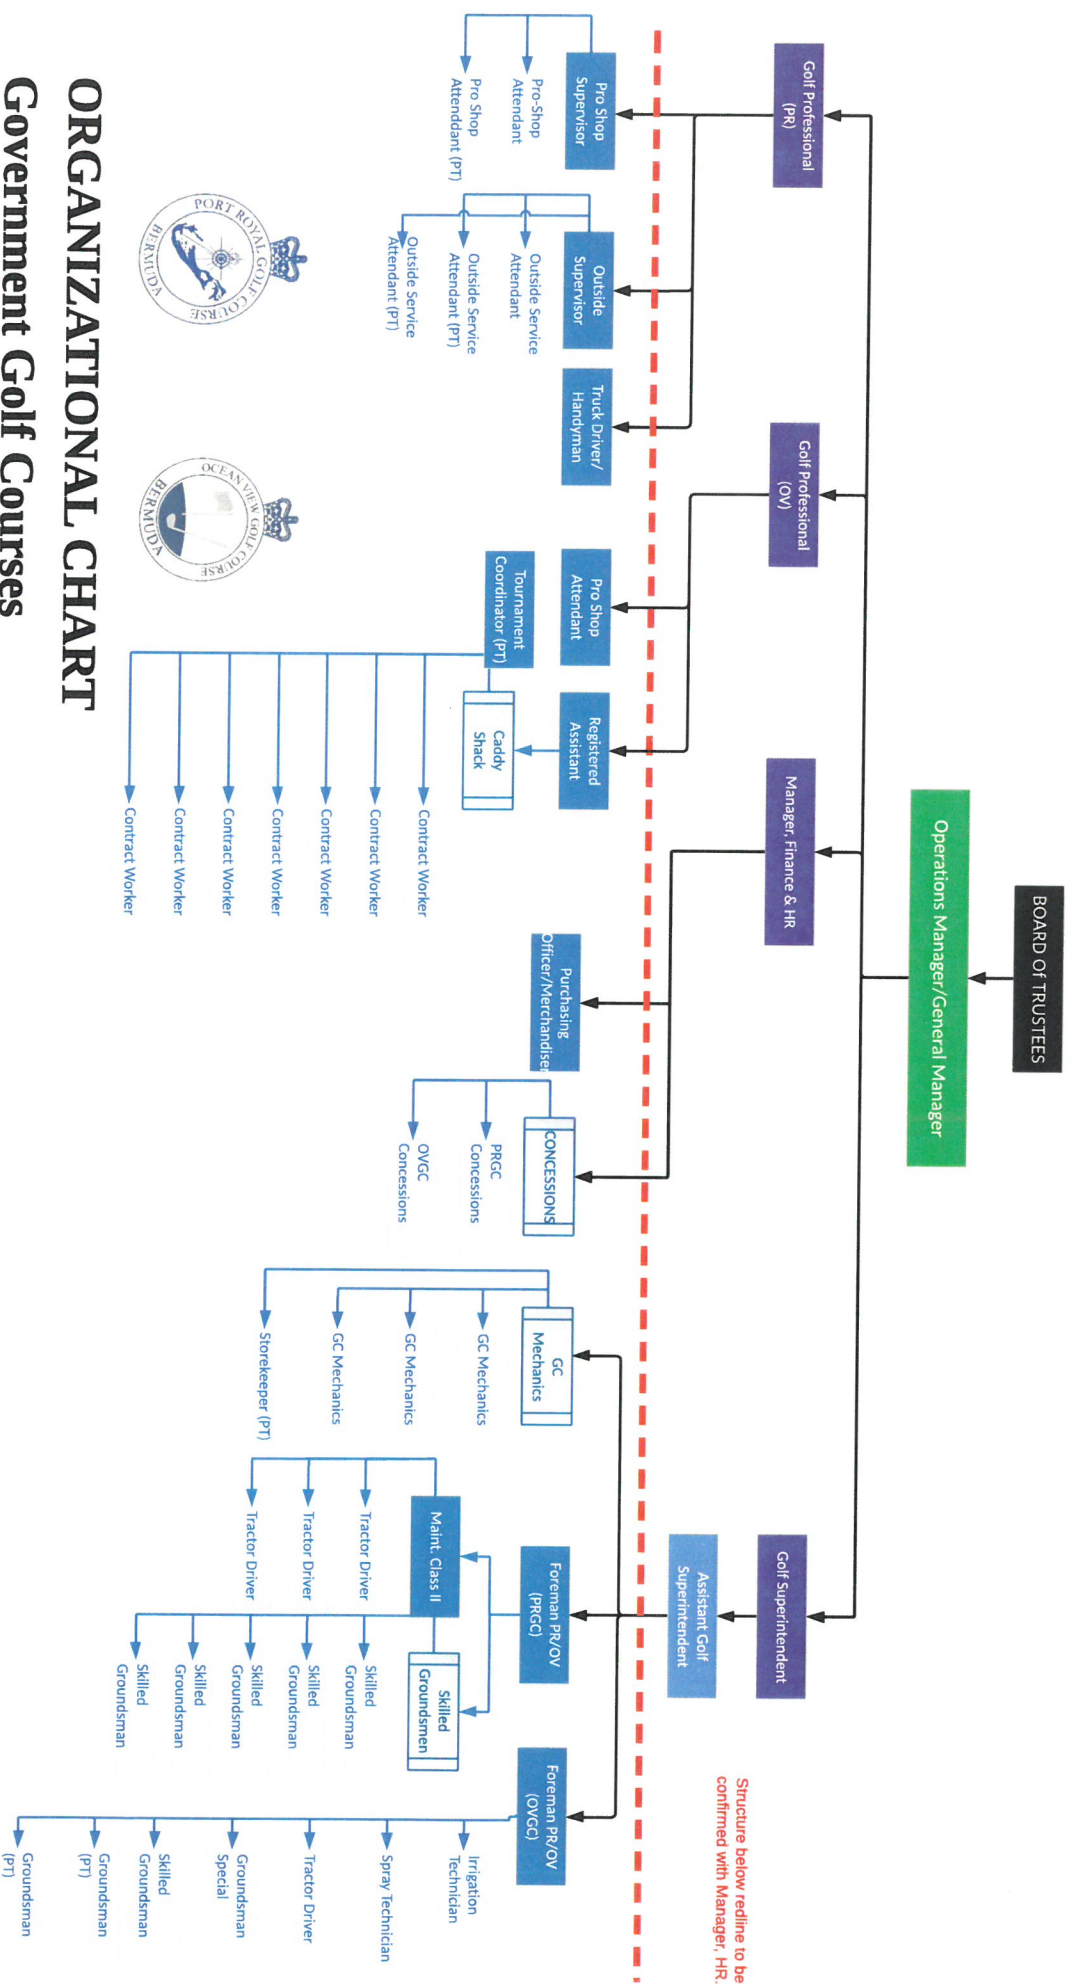 BOARD Of TRUSTEES
Operations Manager/General Manager
Golf Professional
(PR)
Golf Professional
(OV)
Manager, Finance & HR
Golf Superintendent
Assistant Golf
Superintendent
Structure below redline to be
confirmed with Manager, HR.
Pro Shop
Supervisor
Pro-Shop
Attendant
Pro Shop
Attenddant (PT)
Outside
Supervisor
Outside Service
Attendant
Outside Service
Attendant (PT)
Outside Service
Attendant (PT)
Truck Driver/
Handyman
Pro Shop
Attendant
Registered
Assistant
Tournament
Coordinator (PT)
Caddy
Shack
Contract Worker
Contract Worker
Contract Worker
Contract Worker
Contract Worker
Contract Worker
Contract Worker
Purchasing
Officer/Merchandiser
CONCESSIONS
PRGC
Concessions
OVGC
Concessions
GC
Mechanics
GC Mechanics
GC Mechanics
GC Mechanics
Storekeeper (PT)
Foreman PR/OV
(PRGC)
Maint. Class II
Tractor Driver
Tractor Driver
Tractor Driver
Skilled
Groundsmen
Skilled
Groundsman
Skilled
Groundsman
Skilled
Groundsman
Skilled
Groundsman
Skilled
Groundsman
Foreman PR/OV
(OVGC)
Irrigation
Technician
Spray Technician
Tractor Driver
Groundsman
Special
Skilled
Groundsman
Groundsman
(PT)
Groundsman
(PT)
PORT ROYAL GOLF COURSE
BERMUDA
OCEAN VIEW GOLF COURSE
BERMUDA
ORGANIZATIONAL CHART
Government Golf Courses